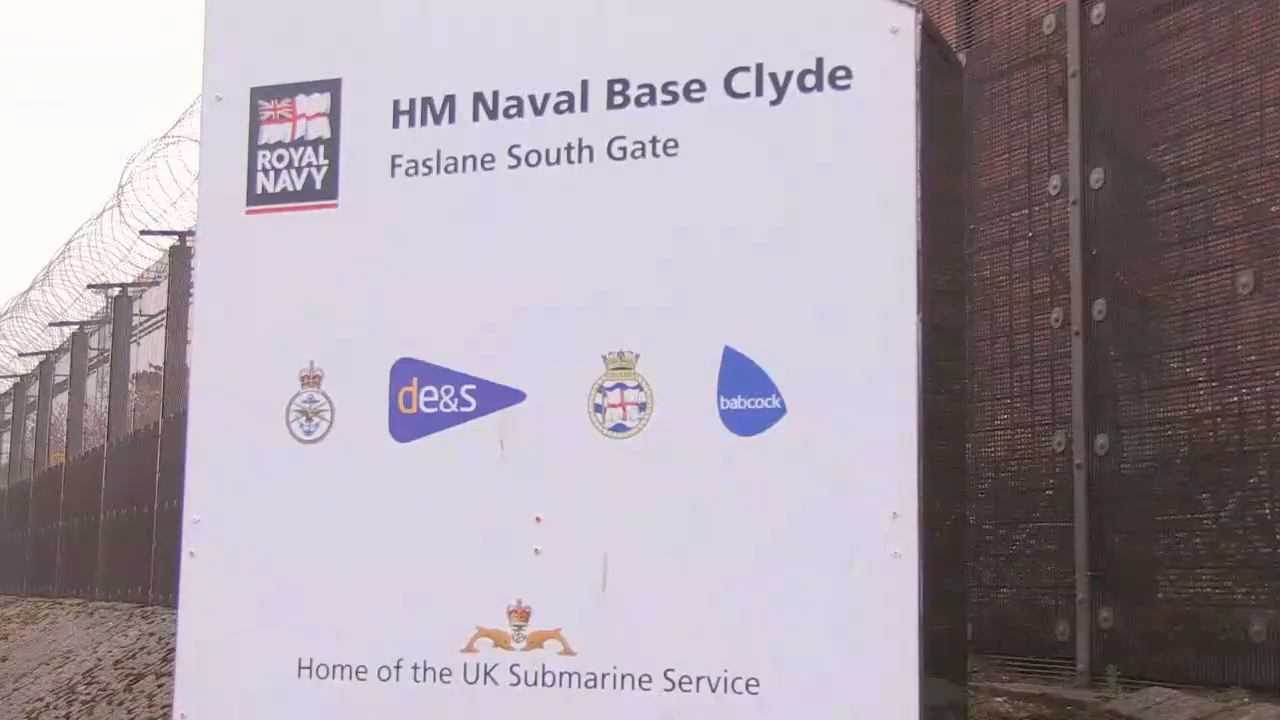 HM Naval Base Clyde
Faslane South Gate
ROYAL
NAVY
de&s
babcock
Home of the UK Submarine Service